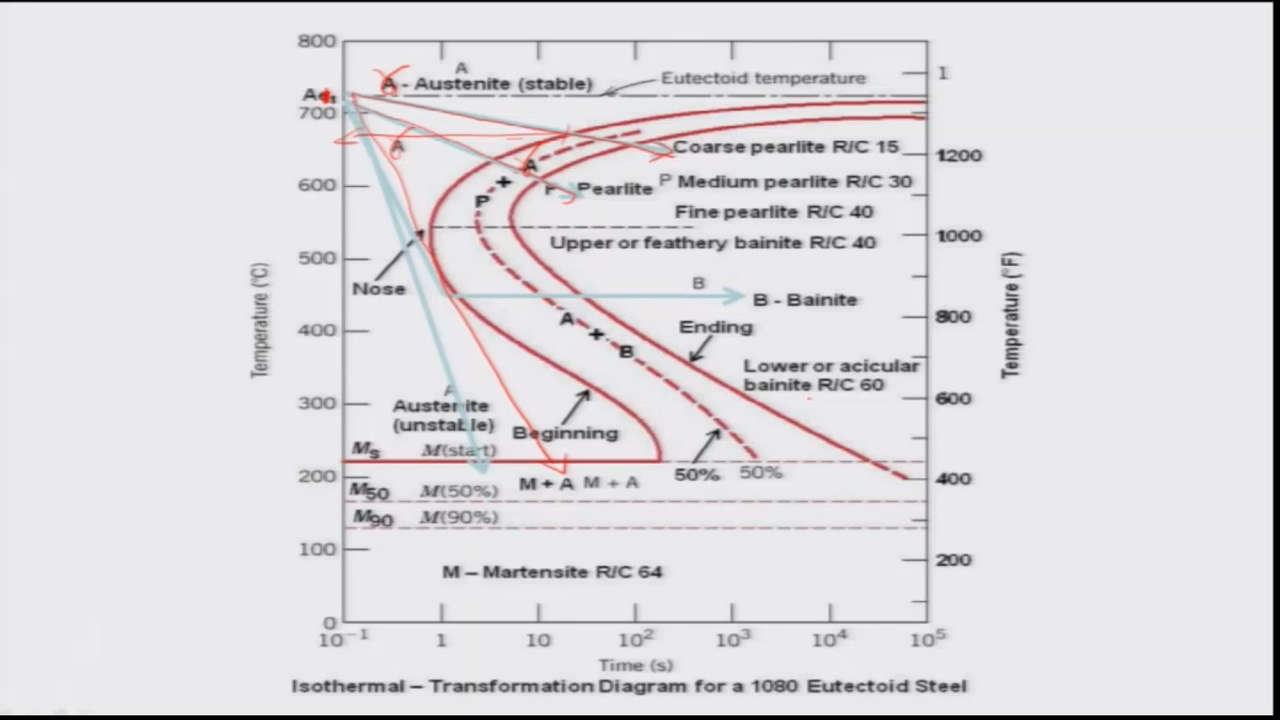 800
A
A - Austenite (stable)
Eutectoid temperature
1
700
A
A
Coarse pearlite R/C 15
1200
600
+
P
P - Pearlite
P
Medium pearlite R/C 30
Fine pearlite R/C 40
1000
Upper or feathery bainite R/C 40
500
Nose
B
B - Bainite
Temperature (°C)
Temperature (°F)
400
A + B
Ending
800
Lower or acicular
bainite R/C 60
300
A
Austenite
(unstable)
Beginning
600
Ms M(start)
200
M + A M + A
50% 50%
400
M50 M(50%)
M90 M(90%)
100
200
M – Martensite R/C 64
0
10⁻¹ 1 10 10² 10³ 10⁴ 10⁵
Time (s)
Isothermal – Transformation Diagram for a 1080 Eutectoid Steel